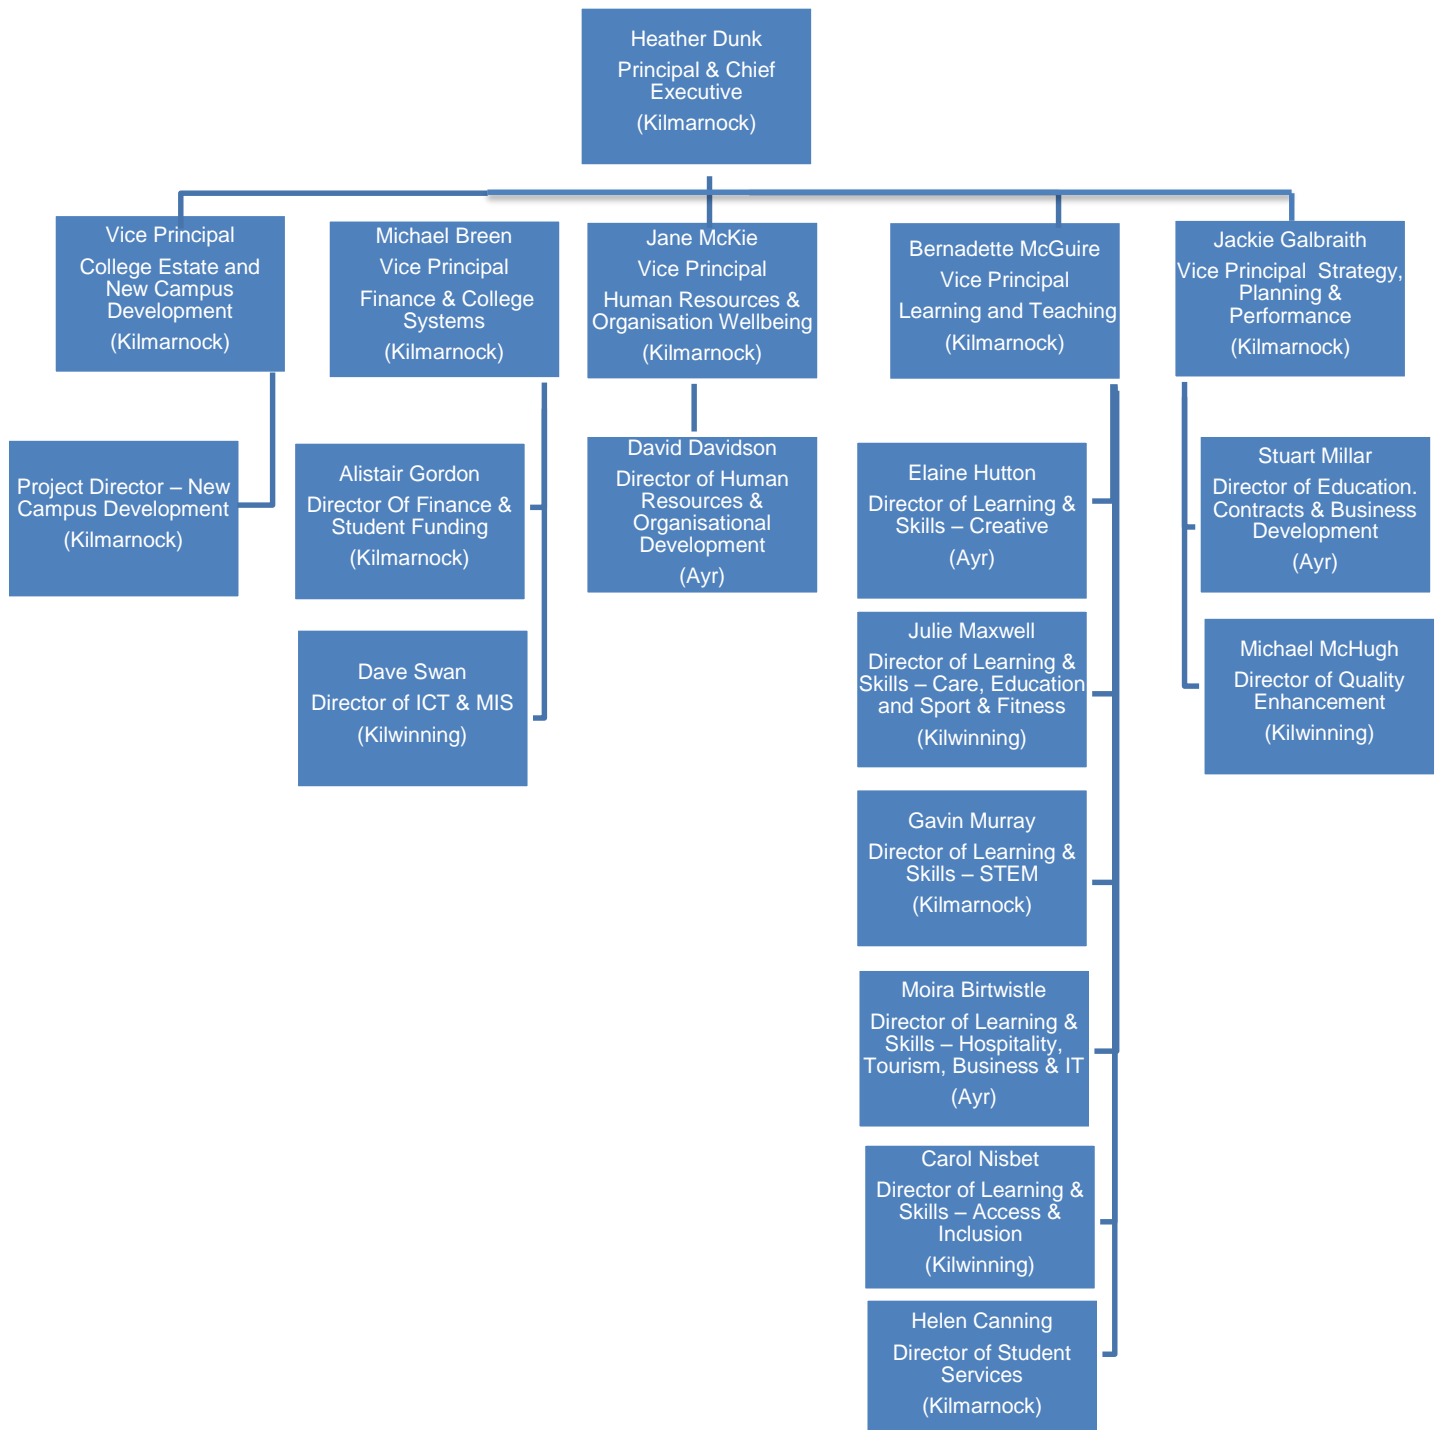 Heather Dunk
Principal & Chief
Executive
(Kilmarnock)
Vice Principal
College Estate and
New Campus
Development
(Kilmarnock)
Michael Breen
Vice Principal
Finance & College
Systems
(Kilmarnock)
Jane McKie
Vice Principal
Human Resources &
Organisation Wellbeing
(Kilmarnock)
Bernadette McGuire
Vice Principal
Learning and Teaching
(Kilmarnock)
Jackie Galbraith
Vice Principal  Strategy,
Planning &
Performance
(Kilmarnock)
Project Director – New
Campus Development
(Kilmarnock)
Alistair Gordon
Director Of Finance &
Student Funding
(Kilmarnock)
David Davidson
Director of Human
Resources &
Organisational
Development
(Ayr)
Elaine Hutton
Director of Learning &
Skills – Creative
(Ayr)
Stuart Millar
Director of Education.
Contracts & Business
Development
(Ayr)
Dave Swan
Director of ICT & MIS
(Kilwinning)
Julie Maxwell
Director of Learning &
Skills – Care, Education
and Sport & Fitness
(Kilwinning)
Michael McHugh
Director of Quality
Enhancement
(Kilwinning)
Gavin Murray
Director of Learning &
Skills – STEM
(Kilmarnock)
Moira Birtwistle
Director of Learning &
Skills – Hospitality,
Tourism, Business & IT
(Ayr)
Carol Nisbet
Director of Learning &
Skills – Access &
Inclusion
(Kilwinning)
Helen Canning
Director of Student
Services
(Kilmarnock)